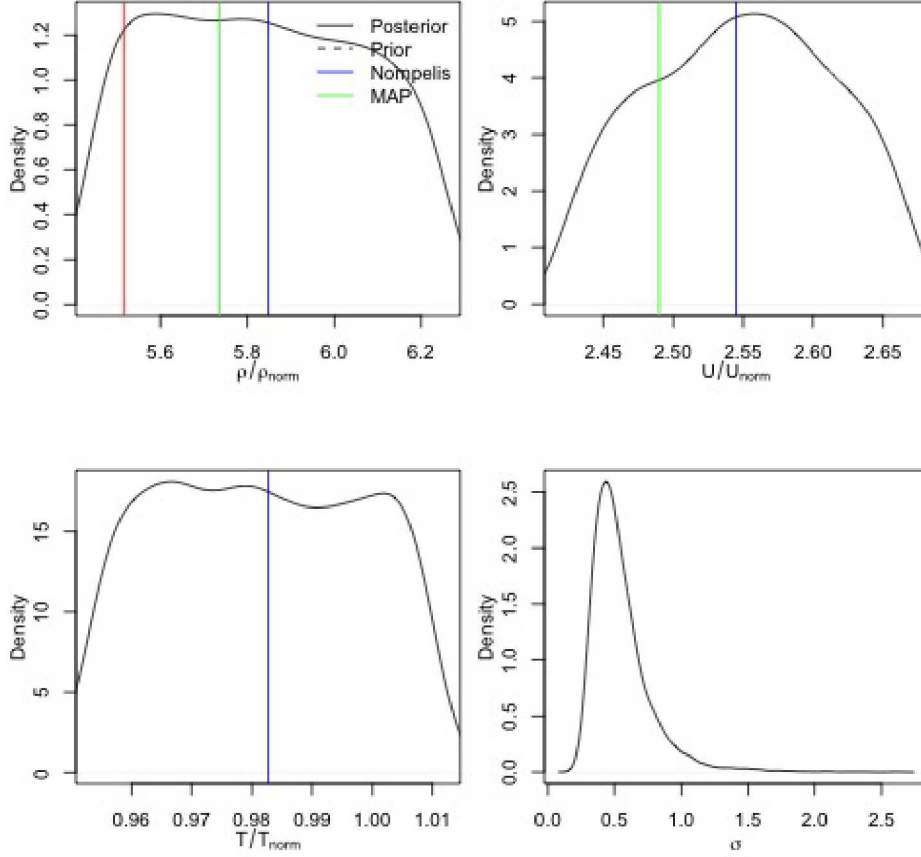 Density
0.0 0.2 0.4 0.6 0.8 1.0 1.2
Posterior
Prior
Nompelis
MAP
5.6 5.8 6.0 6.2
ρ/ρnorm
Density
0 1 2 3 4 5
2.45 2.50 2.55 2.60 2.65
U/Unorm
Density
0 5 10 15
0.96 0.97 0.98 0.99 1.00 1.01
T/Tnorm
Density
0.0 0.5 1.0 1.5 2.0 2.5
0.0 0.5 1.0 1.5 2.0 2.5
σ